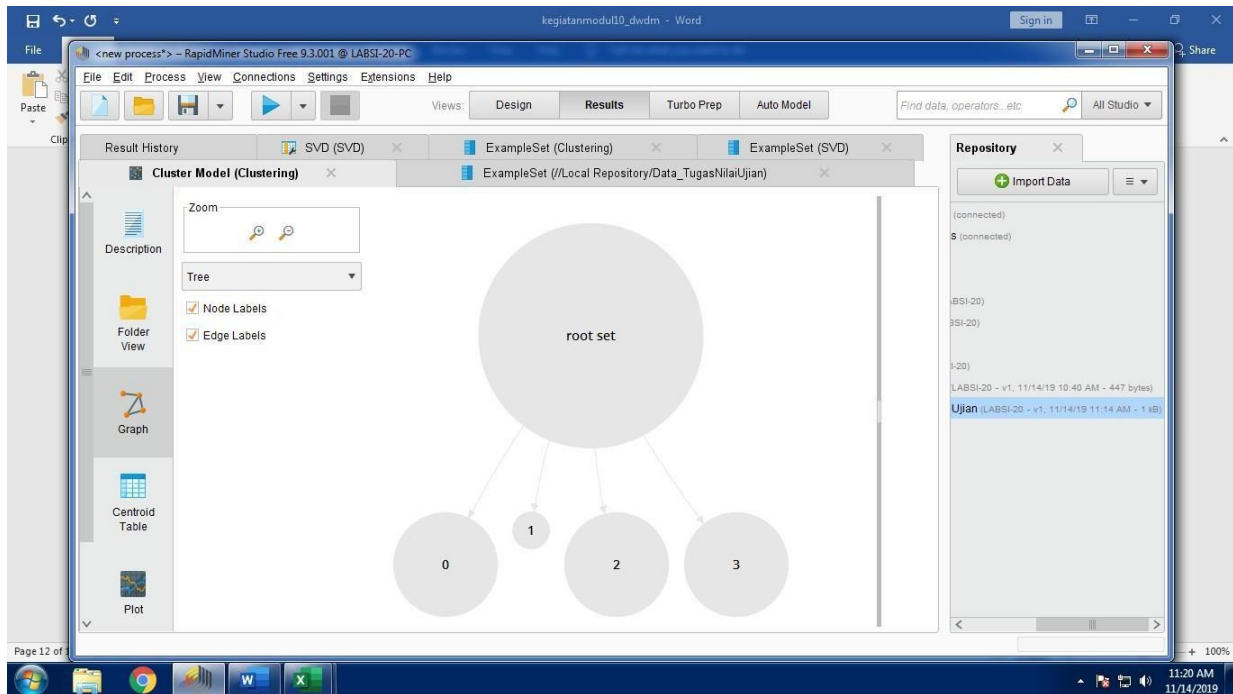 kegiatanmodul10_dwdm - Word
Sign in
File
Share
<new process*> – RapidMiner Studio Free 9.3.001 @ LABSI-20-PC
File Edit Process View Connections Settings Extensions Help
Paste
Clip
Views: Design Results Turbo Prep Auto Model
Find data, operators...etc
All Studio
Result History
SVD (SVD)
ExampleSet (Clustering)
ExampleSet (SVD)
Cluster Model (Clustering)
ExampleSet (//Local Repository/Data_TugasNilaiUjian)
Repository
Import Data
Description
Folder View
Graph
Centroid Table
Plot
Zoom
Tree
Node Labels
Edge Labels
root set
0
1
2
3
(connected)
S (connected)
BSI-20)
BSI-20)
I-20)
LABSI-20 - v1, 11/14/19 10:40 AM - 447 bytes)
Ujian (LABSI-20 - v1, 11/14/19 11:14 AM - 1 kB)
Page 12 of 1
100%
11:20 AM
11/14/2019